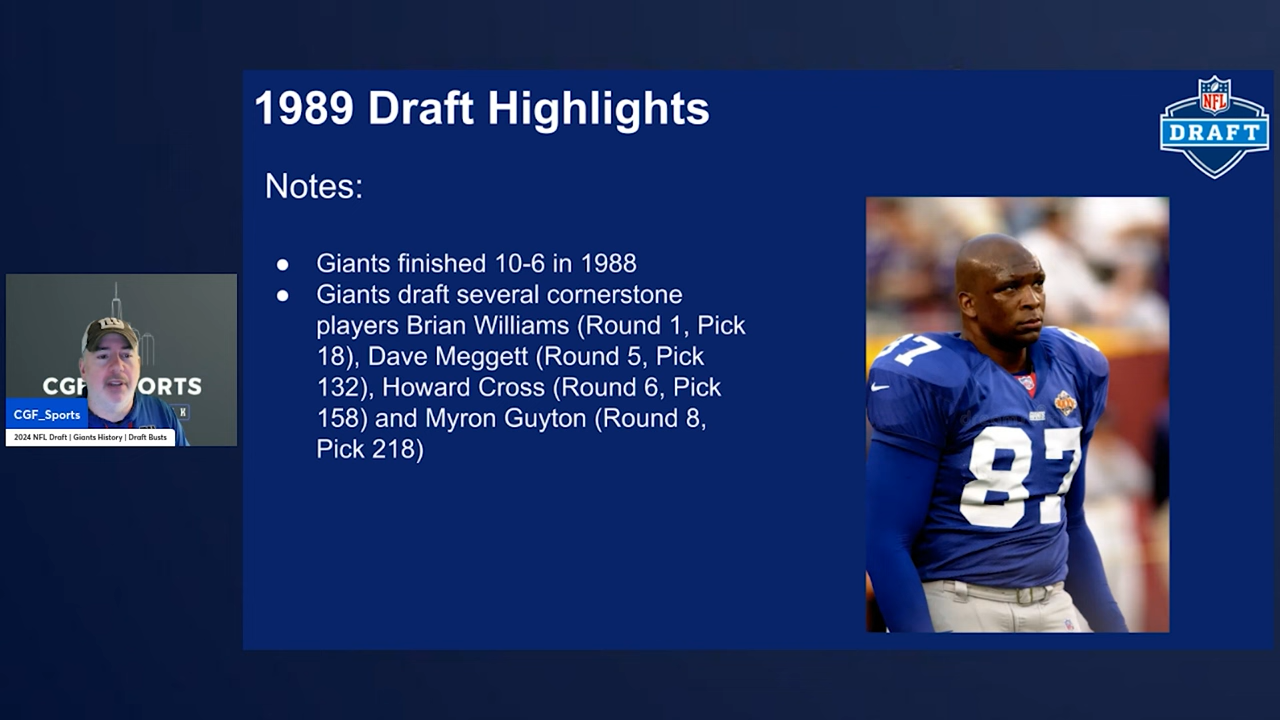 1989 Draft Highlights
NFL
DRAFT
Notes:
● Giants finished 10-6 in 1988
● Giants draft several cornerstone
players Brian Williams (Round 1, Pick
18), Dave Meggett (Round 5, Pick
132), Howard Cross (Round 6, Pick
158) and Myron Guyton (Round 8,
Pick 218)
87
87
CGF_Sports
2024 NFL Draft | Giants History | Draft Busts